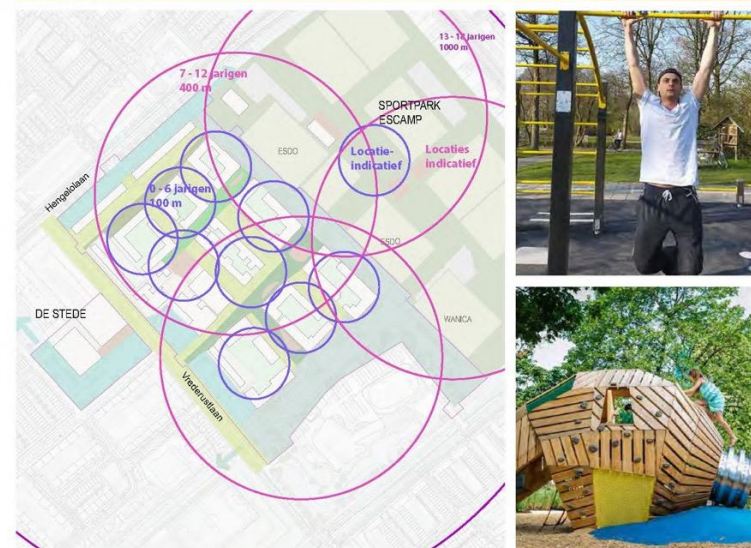 13 - 18 jarigen
1000 m
7 - 12 jarigen
400 m
SPORTPARK
ESCAMP
ESDO
Locatie-
indicatief
Locaties
indicatief
0 - 6 jarigen
100 m
Hengelolaan
ESDO
DE STEDE
WANICA
Vrederustlaan